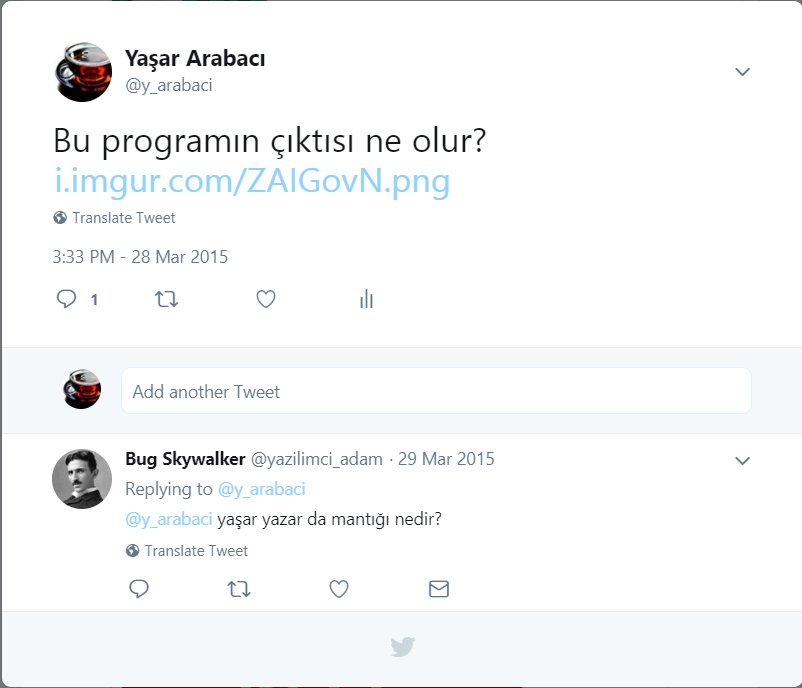 Yaşar Arabacı
@y_arabaci
Bu programın çıktısı ne olur?
i.imgur.com/ZAIGovN.png
Translate Tweet
3:33 PM - 28 Mar 2015
1
Add another Tweet
Bug Skywalker @yazilimci_adam · 29 Mar 2015
Replying to @y_arabaci
@y_arabaci yaşar yazar da mantığı nedir?
Translate Tweet